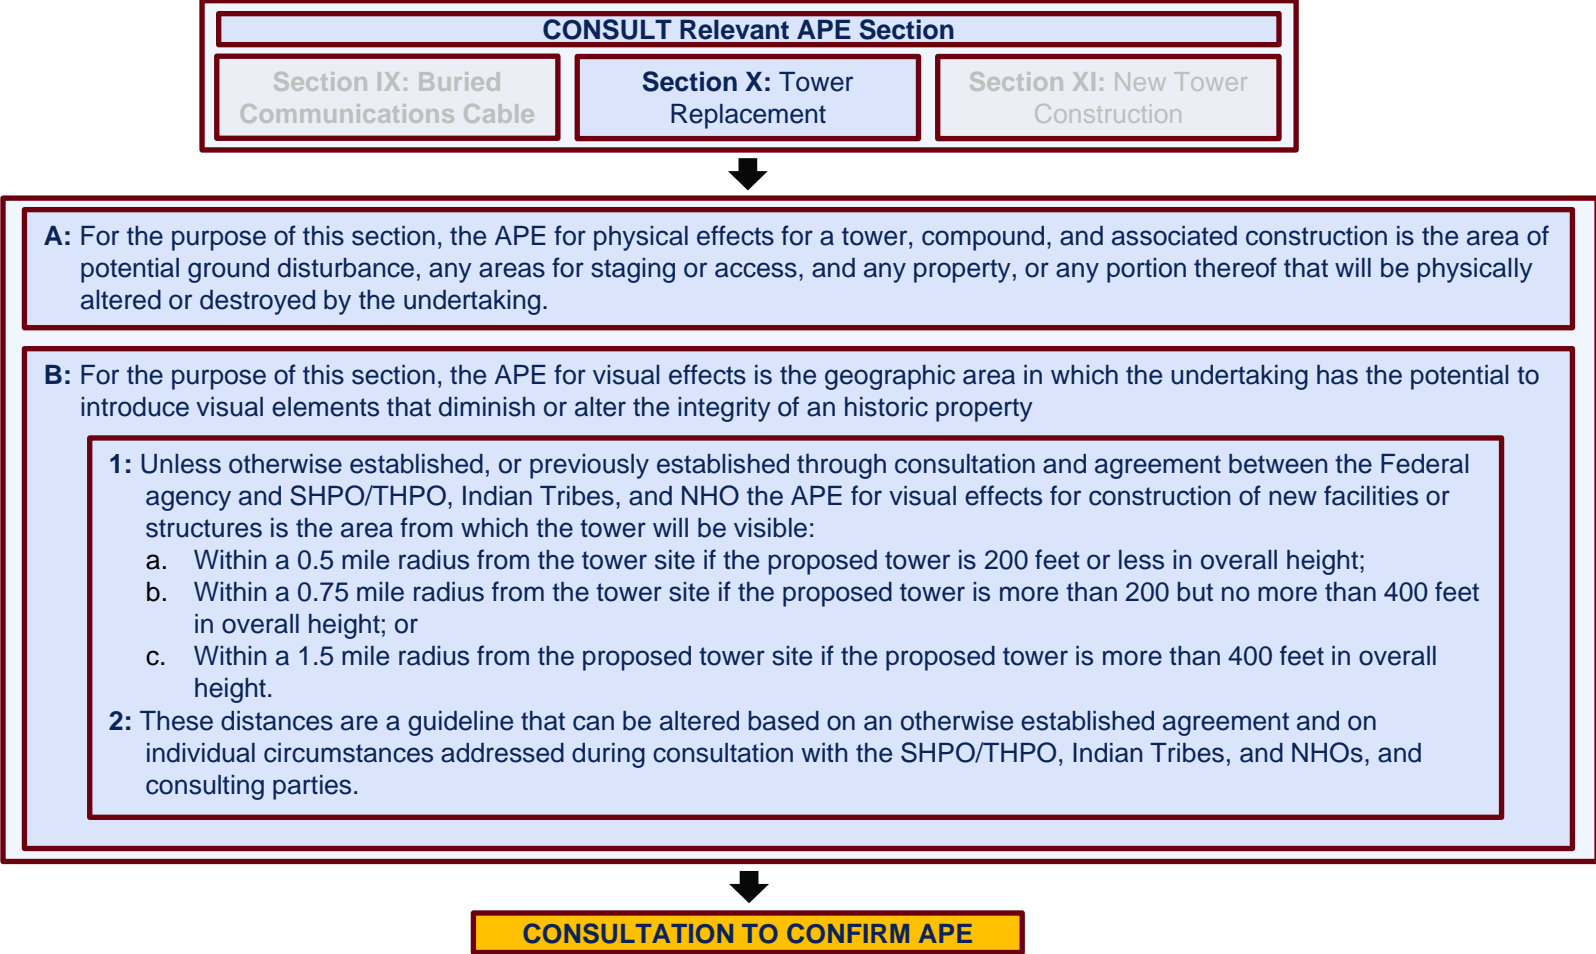 CONSULT Relevant APE Section
Section IX: Buried
Communications Cable
Section X: Tower
Replacement
Section XI: New Tower
Construction
A: For the purpose of this section, the APE for physical effects for a tower, compound, and associated construction is the area of
potential ground disturbance, any areas for staging or access, and any property, or any portion thereof that will be physically
altered or destroyed by the undertaking.
B: For the purpose of this section, the APE for visual effects is the geographic area in which the undertaking has the potential to
introduce visual elements that diminish or alter the integrity of an historic property
1: Unless otherwise established, or previously established through consultation and agreement between the Federal
agency and SHPO/THPO, Indian Tribes, and NHO the APE for visual effects for construction of new facilities or
structures is the area from which the tower will be visible:
a. Within a 0.5 mile radius from the tower site if the proposed tower is 200 feet or less in overall height;
b. Within a 0.75 mile radius from the tower site if the proposed tower is more than 200 but no more than 400 feet
in overall height; or
c. Within a 1.5 mile radius from the proposed tower site if the proposed tower is more than 400 feet in overall
height.
2: These distances are a guideline that can be altered based on an otherwise established agreement and on
individual circumstances addressed during consultation with the SHPO/THPO, Indian Tribes, and NHOs, and
consulting parties.
CONSULTATION TO CONFIRM APE